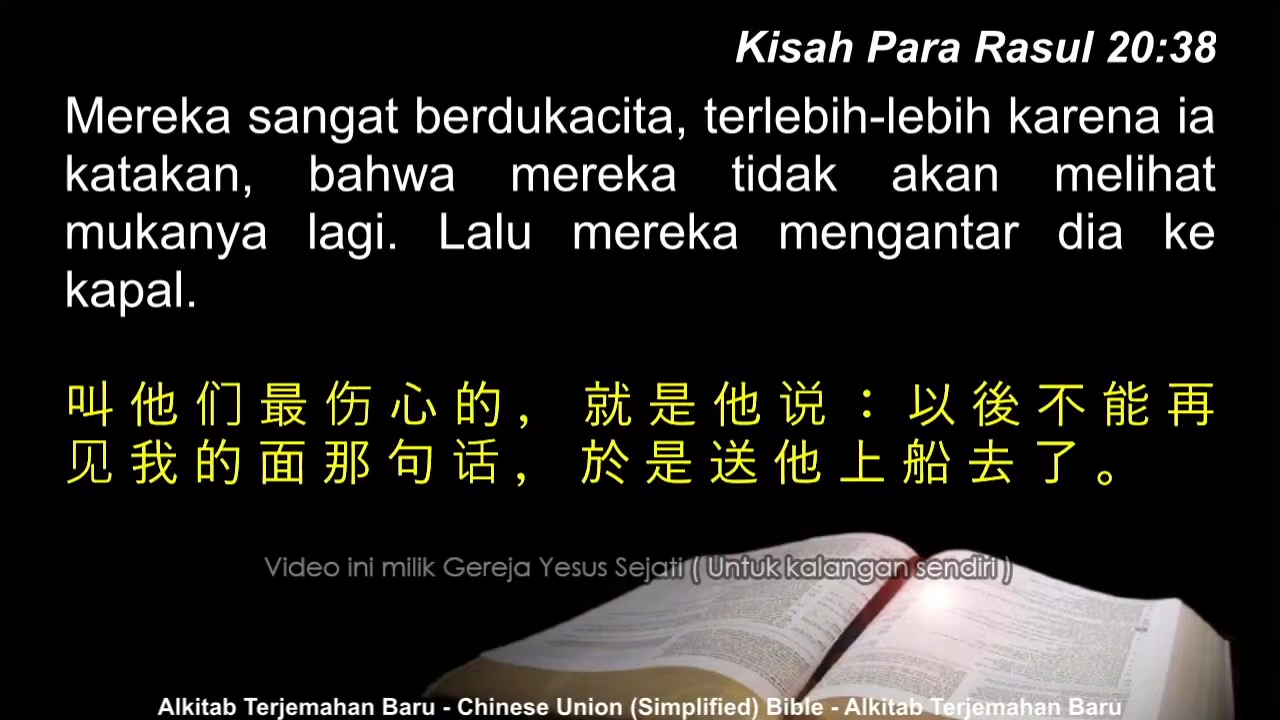 Kisah Para Rasul 20:38
Mereka sangat berdukacita, terlebih-lebih karena ia
katakan, bahwa mereka tidak akan melihat
mukanya lagi. Lalu mereka mengantar dia ke
kapal.
叫他们最伤心的，就是他说：以後不能再
见我的面那句话，於是送他上船去了。
Video ini milik Gereja Yesus Sejati ( Untuk kalangan sendiri )
Alkitab Terjemahan Baru - Chinese Union (Simplified) Bible - Alkitab Terjemahan Baru